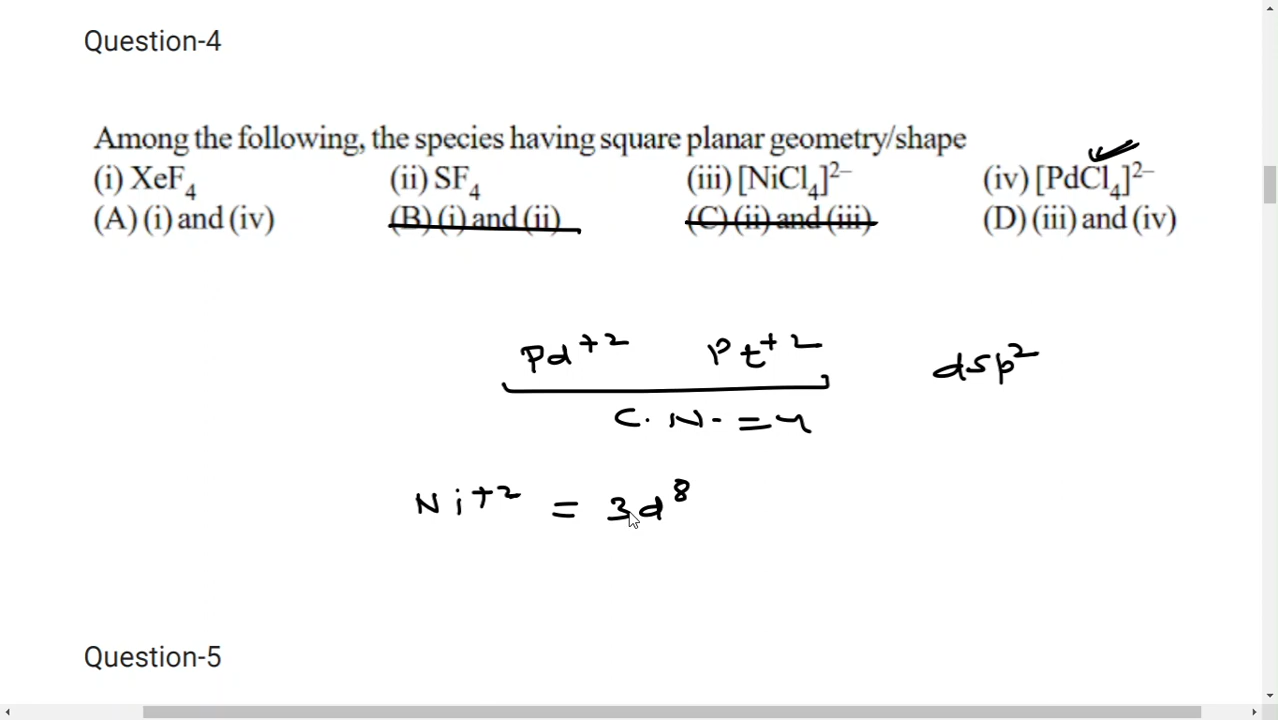 Question-4
Among the following, the species having square planar geometry/shape
(i) XeF₄ (ii) SF₄ (iii) [NiCl₄]²⁻ (iv) [PdCl₄]²⁻
(A) (i) and (iv) (B) (i) and (ii) (C) (ii) and (iii) (D) (iii) and (iv)
Pd⁺² Pt⁺² dsp²
C. N. = 4
Ni⁺² = 3d⁸
Question-5